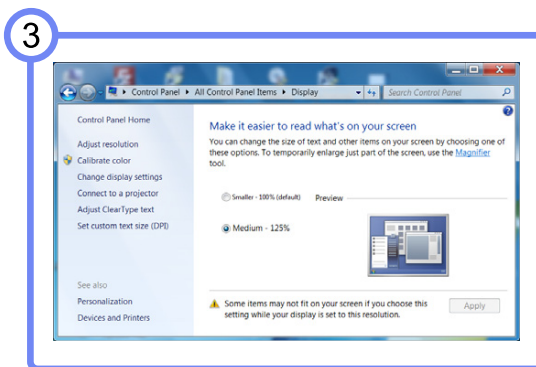 3
Control Panel ▸ All Control Panel Items ▸ Display
Search Control Panel
Control Panel Home
Adjust resolution
Calibrate color
Change display settings
Connect to a projector
Adjust ClearType text
Set custom text size (DPI)
See also
Personalization
Devices and Printers
Make it easier to read what's on your screen
You can change the size of text and other items on your screen by choosing one of
these options. To temporarily enlarge just part of the screen, use the Magnifier
tool.
Smaller - 100% (default)
Preview
Medium - 125%
Some items may not fit on your screen if you choose this
setting while your display is set to this resolution.
Apply